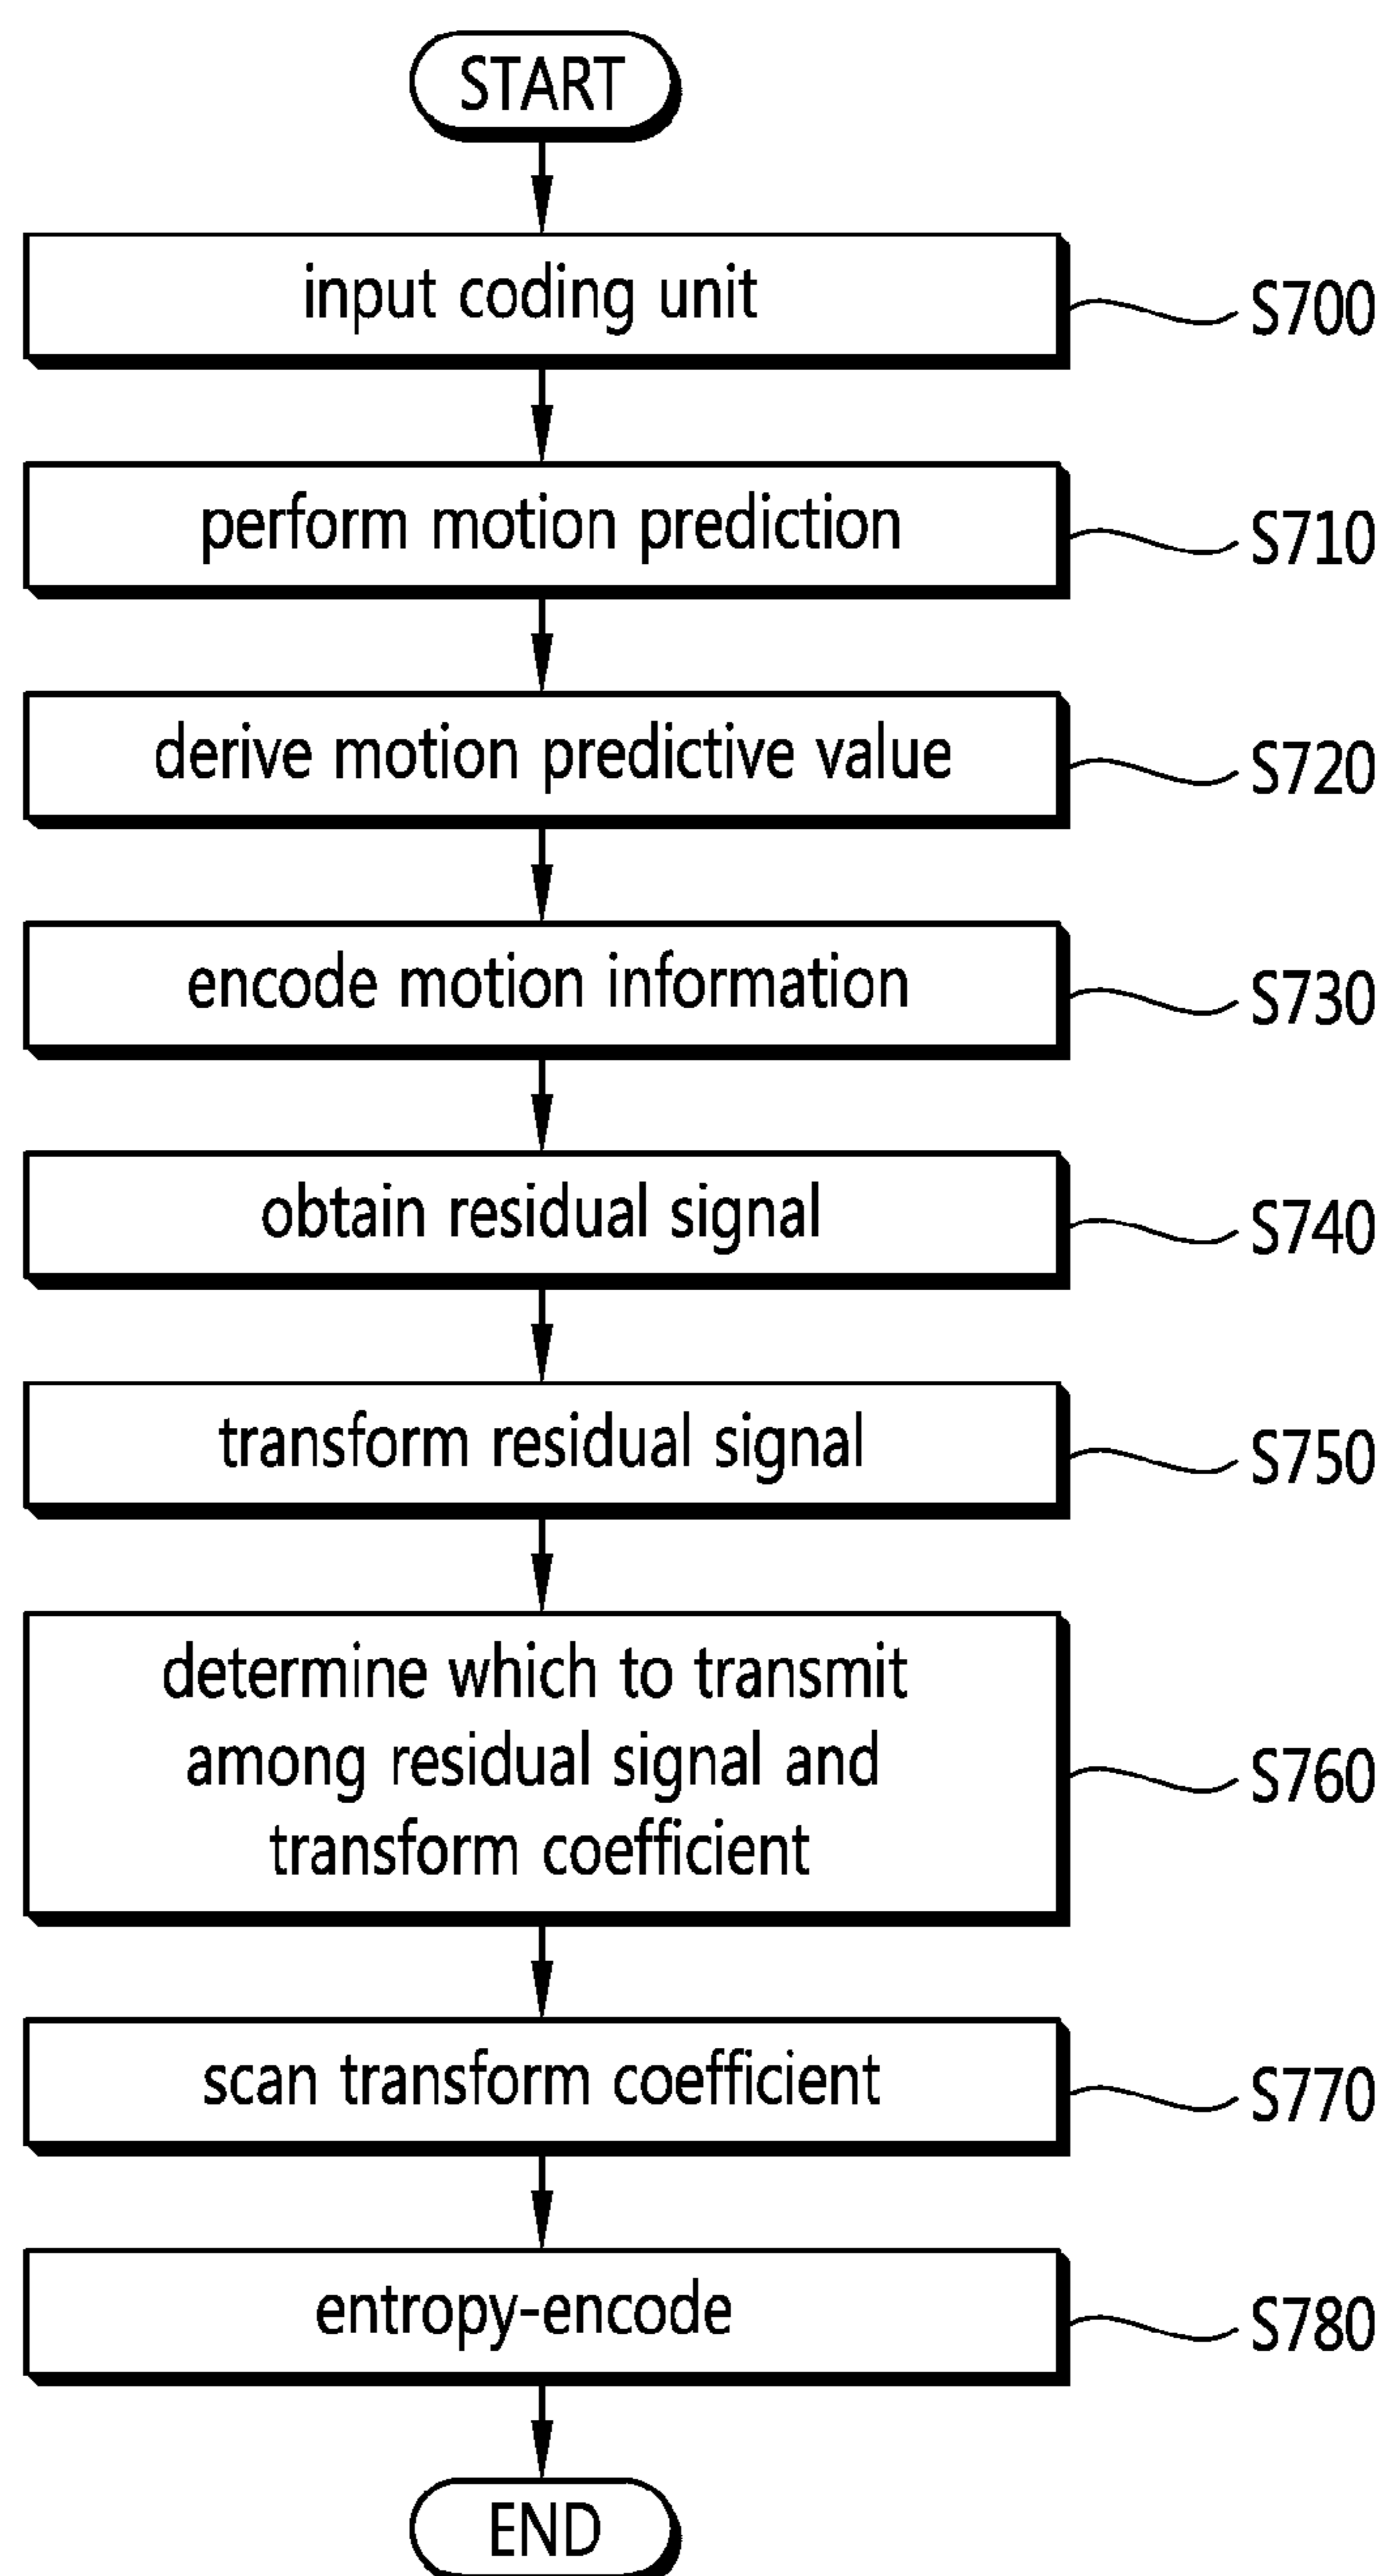 START
input coding unit
S700
perform motion prediction
S710
derive motion predictive value
S720
encode motion information
S730
obtain residual signal
S740
transform residual signal
S750
determine which to transmit
among residual signal and
transform coefficient
S760
scan transform coefficient
S770
entropy-encode
S780
END